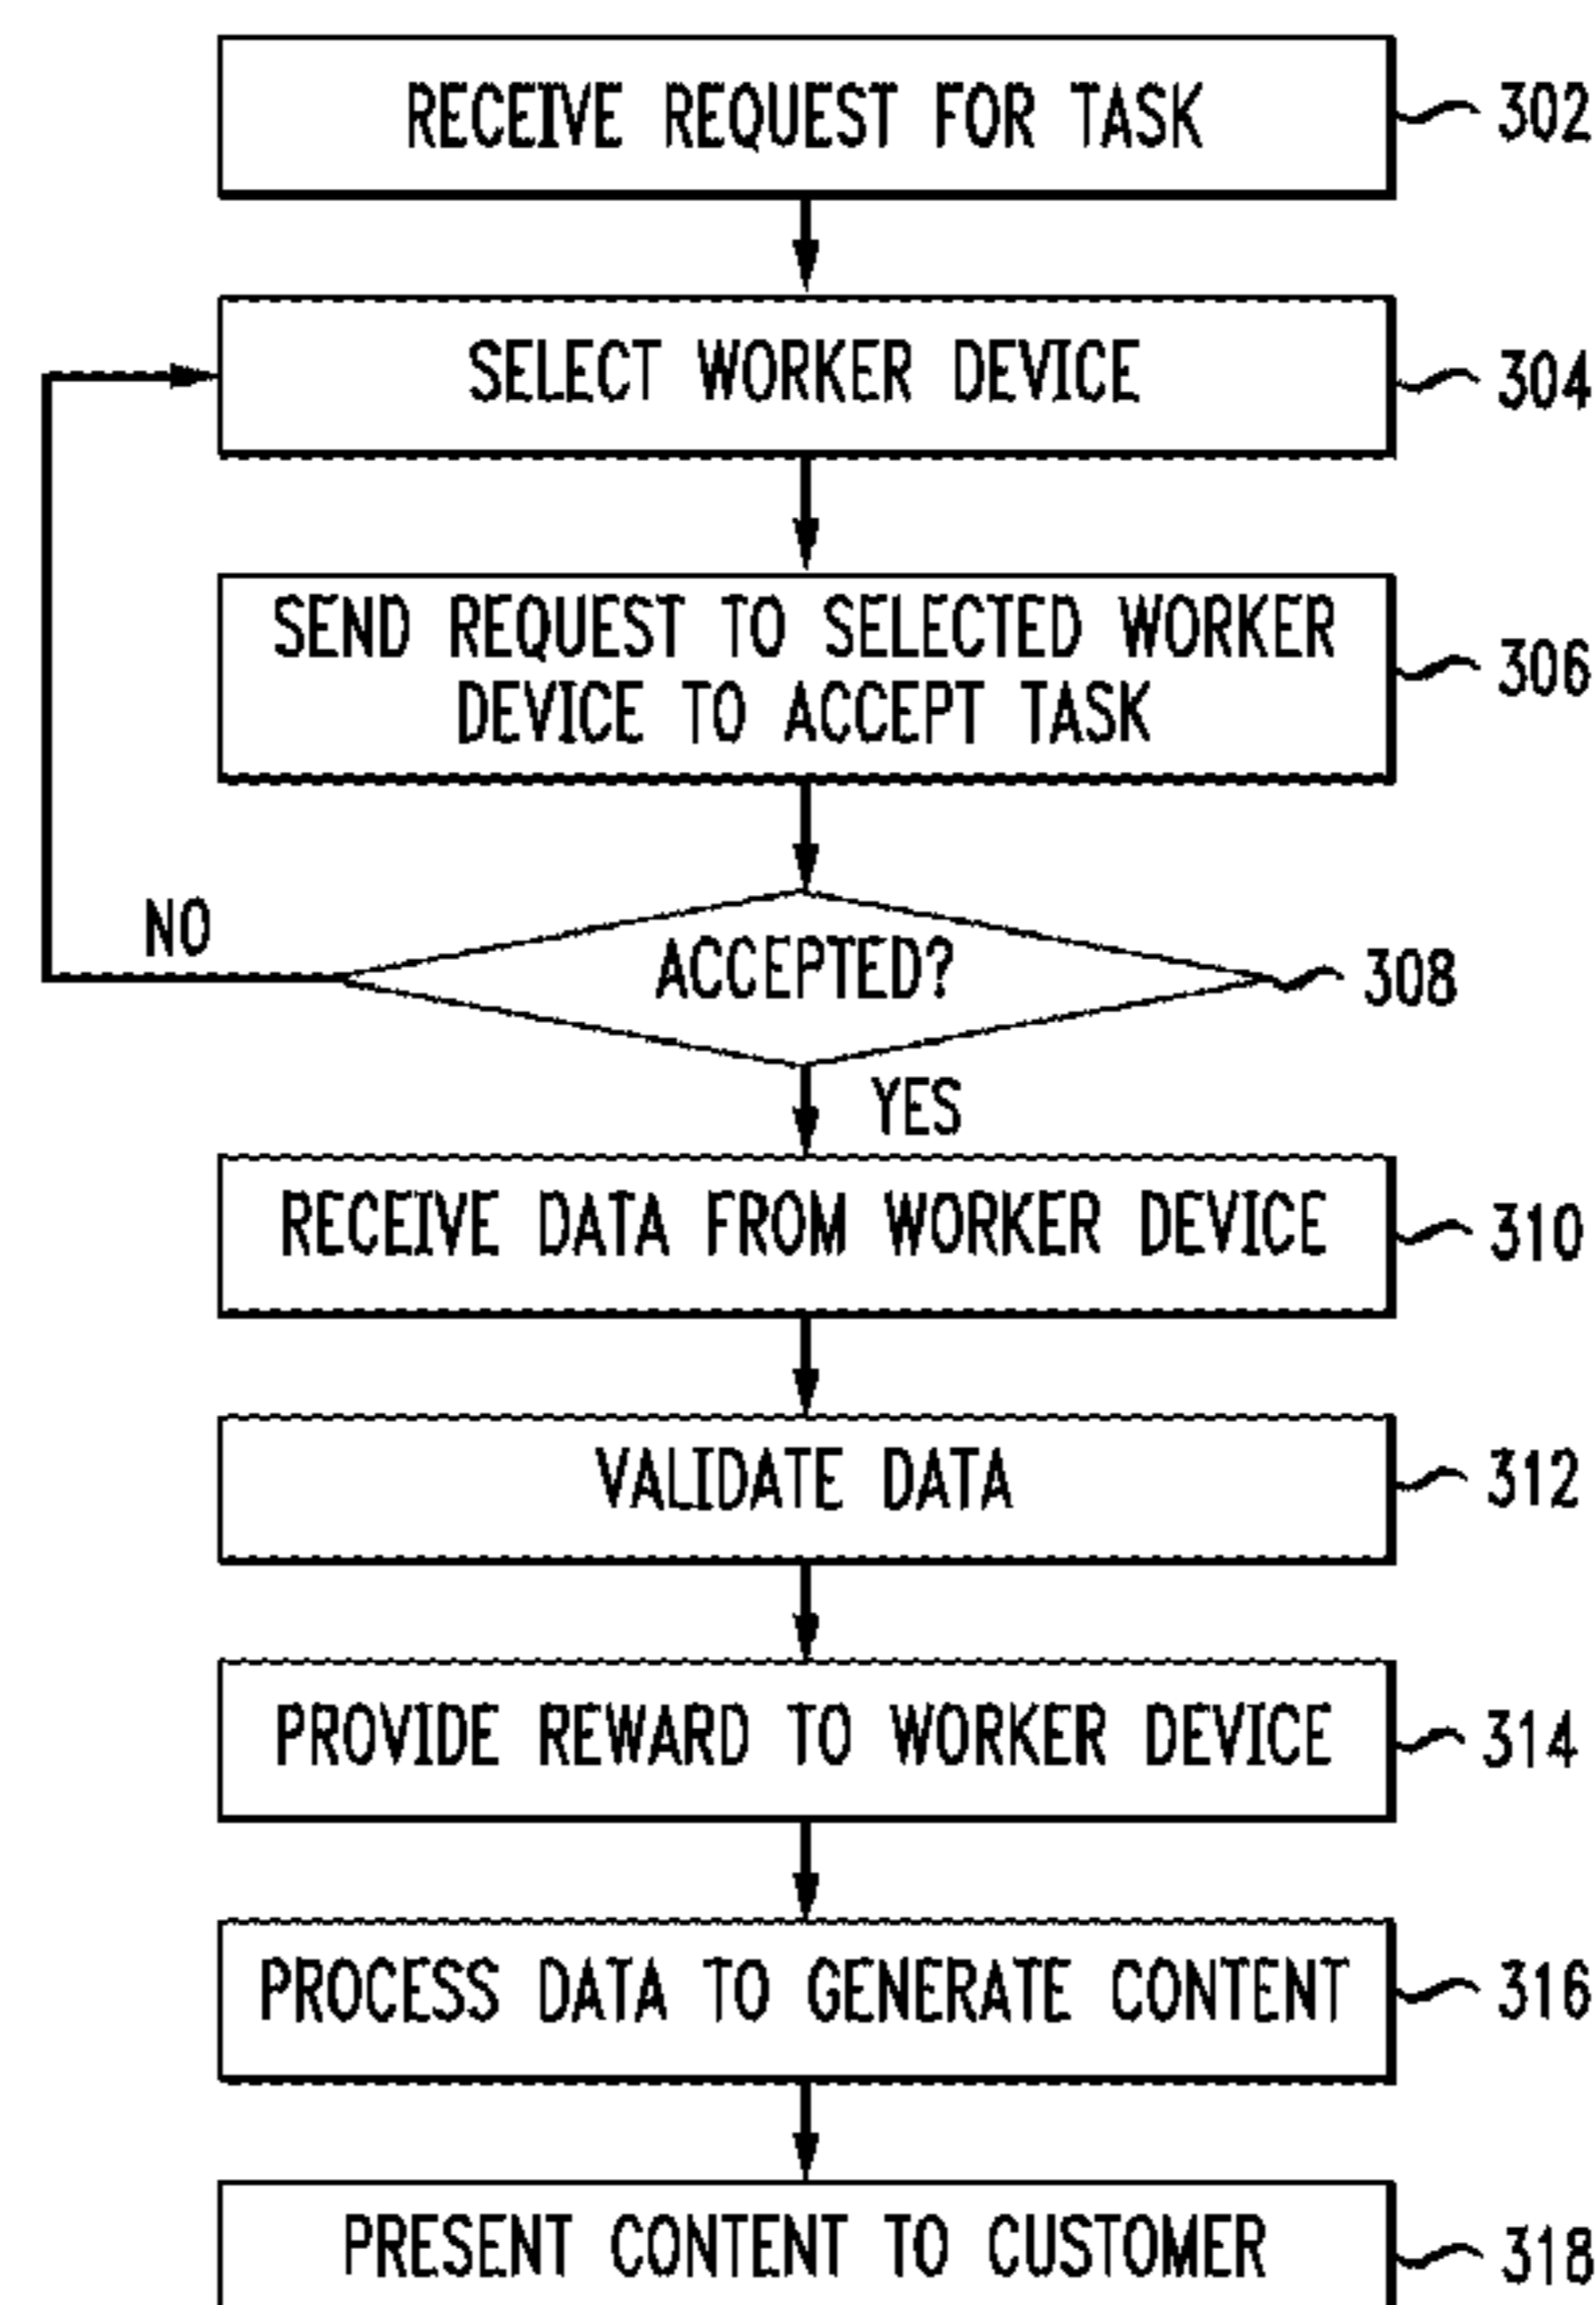 RECEIVE REQUEST FOR TASK 302
SELECT WORKER DEVICE 304
SEND REQUEST TO SELECTED WORKER
DEVICE TO ACCEPT TASK 306
NO
ACCEPTED? 308
YES
RECEIVE DATA FROM WORKER DEVICE 310
VALIDATE DATA 312
PROVIDE REWARD TO WORKER DEVICE 314
PROCESS DATA TO GENERATE CONTENT 316
PRESENT CONTENT TO CUSTOMER 318